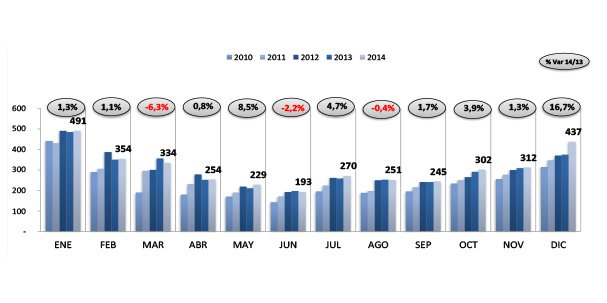 2010 2011 2012 2013 2014
% Var 14/13
1,3% 1,1% -6,3% 0,8% 8,5% -2,2% 4,7% -0,4% 1,7% 3,9% 1,3% 16,7%
600
500
400
300
200
100
-
491 354 334 254 229 193 270 251 245 302 312 437
ENE FEB MAR ABR MAY JUN JUL AGO SEP OCT NOV DIC